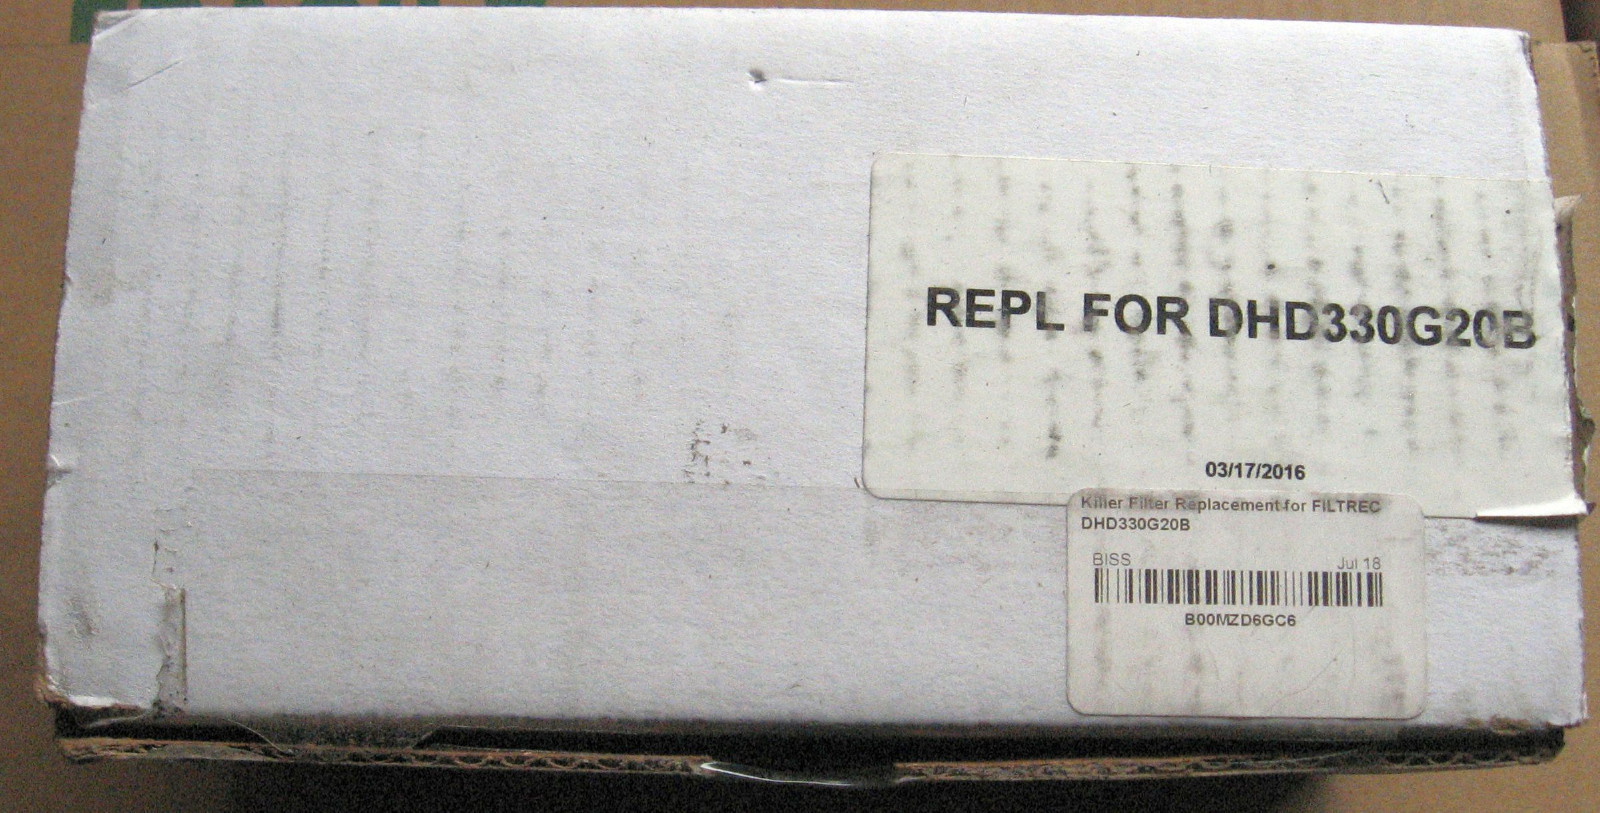 REPL FOR DHD330G20B
03/17/2016
Killer Filter Replacement for FILTREC
DHD330G20B
BISS Jul 18
B00MZD6GC6